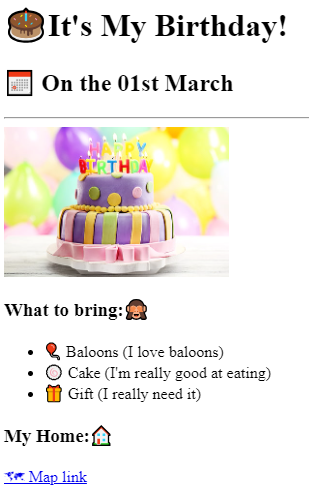 🎂It's My Birthday!
📅 On the 01st March
HAPPY
BIRTHDAY
What to bring:🙈
🎈 Baloons (I love baloons)
🍥 Cake (I'm really good at eating)
🎁 Gift (I really need it)
My Home:🏠
🗺 Map link